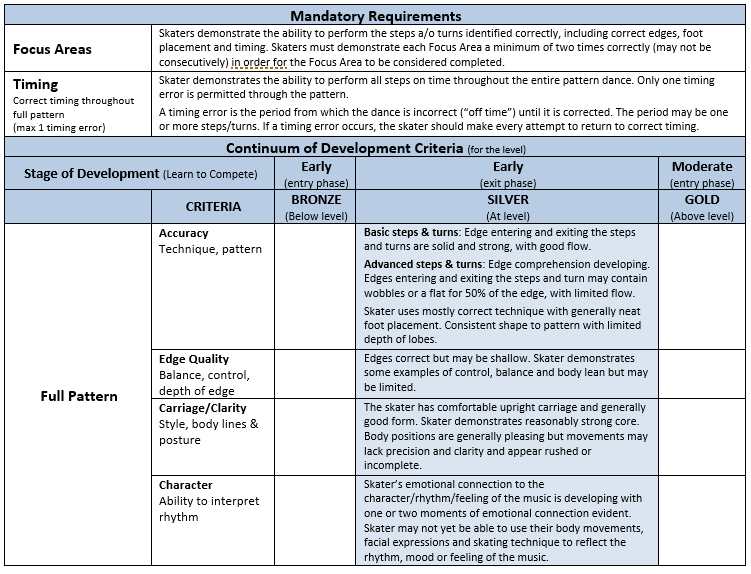 Mandatory Requirements
Focus Areas
Skaters demonstrate the ability to perform the steps a/o turns identified correctly, including correct edges, foot
placement and timing. Skaters must demonstrate each Focus Area a minimum of two times correctly (may not be
consecutively) in order for the Focus Area to be considered completed.
Timing
Correct timing throughout
full pattern
(max 1 timing error)
Skater demonstrates the ability to perform all steps on time throughout the entire pattern dance. Only one timing
error is permitted through the pattern.
A timing error is the period from which the dance is incorrect (“off time”) until it is corrected. The period may be one
or more steps/turns. If a timing error occurs, the skater should make every attempt to return to correct timing.
Continuum of Development Criteria (for the level)
Stage of Development (Learn to Compete)
Early
(entry phase)
Early
(exit phase)
Moderate
(entry phase)
CRITERIA
BRONZE
(Below level)
SILVER
(At level)
GOLD
(Above level)
Full Pattern
Accuracy
Technique, pattern
Basic steps & turns: Edge entering and exiting the steps
and turns are solid and strong, with good flow.
Advanced steps & turns: Edge comprehension developing.
Edges entering and exiting the steps and turn may contain
wobbles or a flat for 50% of the edge, with limited flow.
Skater uses mostly correct technique with generally neat
foot placement. Consistent shape to pattern with limited
depth of lobes.
Edge Quality
Balance, control,
depth of edge
Edges correct but may be shallow. Skater demonstrates
some examples of control, balance and body lean but may
be limited.
Carriage/Clarity
Style, body lines &
posture
The skater has comfortable upright carriage and generally
good form. Skater demonstrates reasonably strong core.
Body positions are generally pleasing but movements may
lack precision and clarity and appear rushed or
incomplete.
Character
Ability to interpret
rhythm
Skater’s emotional connection to the
character/rhythm/feeling of the music is developing with
one or two moments of emotional connection evident.
Skater may not yet be able to use their body movements,
facial expressions and skating technique to reflect the
rhythm, mood or feeling of the music.